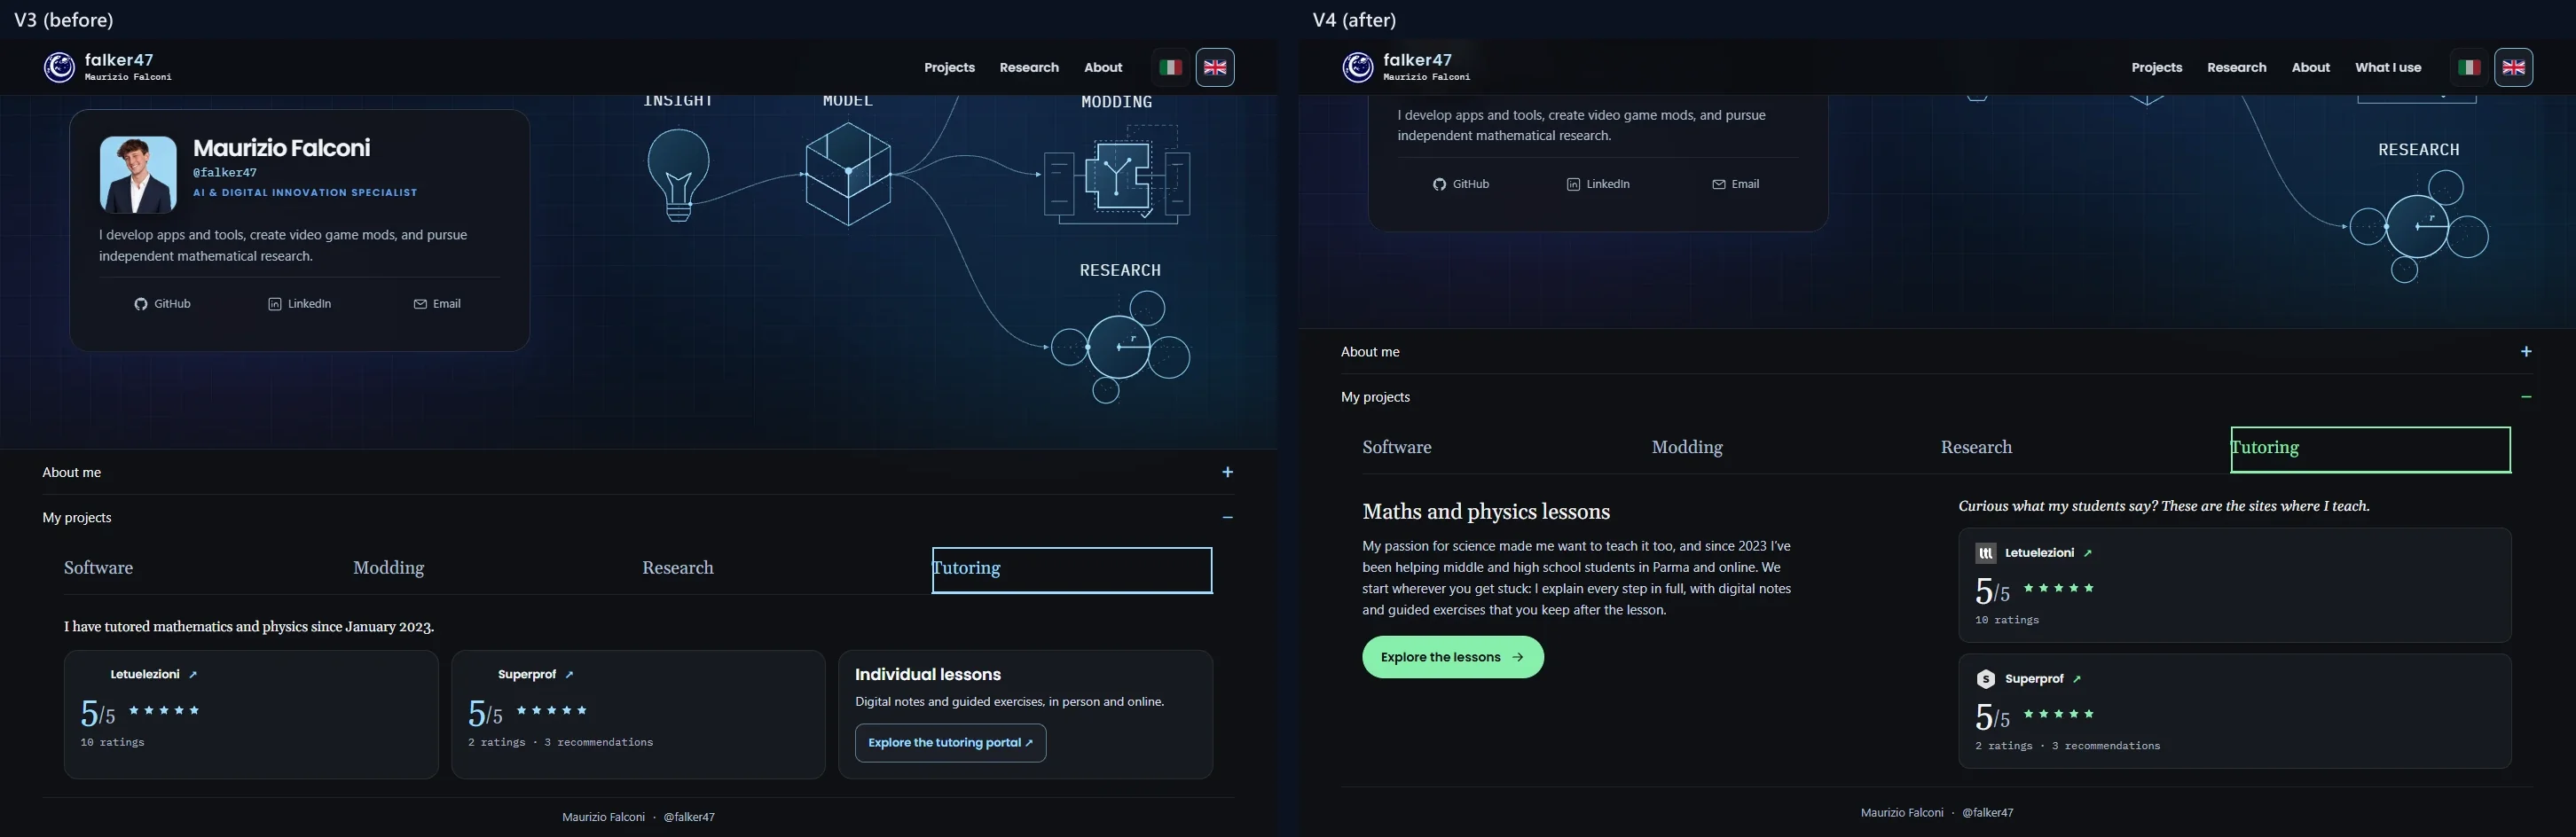 V3 (before)
falker47
Maurizio Falconi
Projects Research About
INSIGHT MODEL MODDING
Maurizio Falconi
@falker47
AI & DIGITAL INNOVATION SPECIALIST
I develop apps and tools, create video game mods, and pursue
independent mathematical research.
GitHub LinkedIn Email
RESEARCH
r
About me
My projects
Software Modding Research Tutoring
I have tutored mathematics and physics since January 2023.
Letuelezioni ↗
5/5 ★ ★ ★ ★ ★
10 ratings
Superprof ↗
5/5 ★ ★ ★ ★ ★
2 ratings · 3 recommendations
Individual lessons
Digital notes and guided exercises, in person and online.
Explore the tutoring portal ↗
Maurizio Falconi · @falker47
V4 (after)
falker47
Maurizio Falconi
Projects Research About What I use
I develop apps and tools, create video game mods, and pursue
independent mathematical research.
GitHub LinkedIn Email
RESEARCH
r
About me
My projects
Software Modding Research Tutoring
Maths and physics lessons
My passion for science made me want to teach it too, and since 2023 I've
been helping middle and high school students in Parma and online. We
start wherever you get stuck: I explain every step in full, with digital notes
and guided exercises that you keep after the lesson.
Explore the lessons →
Curious what my students say? These are the sites where I teach.
ltl Letuelezioni ↗
5/5 ★ ★ ★ ★ ★
10 ratings
S Superprof ↗
5/5 ★ ★ ★ ★ ★
2 ratings · 3 recommendations
Maurizio Falconi · @falker47